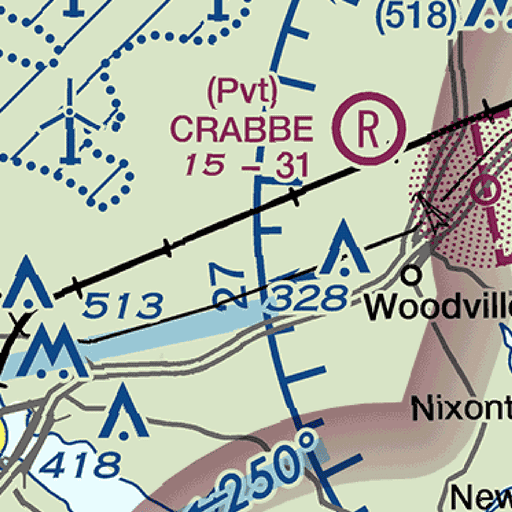 (518)
(Pvt)
CRABBE
15 - 31
R
27
513
328
Woodville
Nixont
418
250°
New